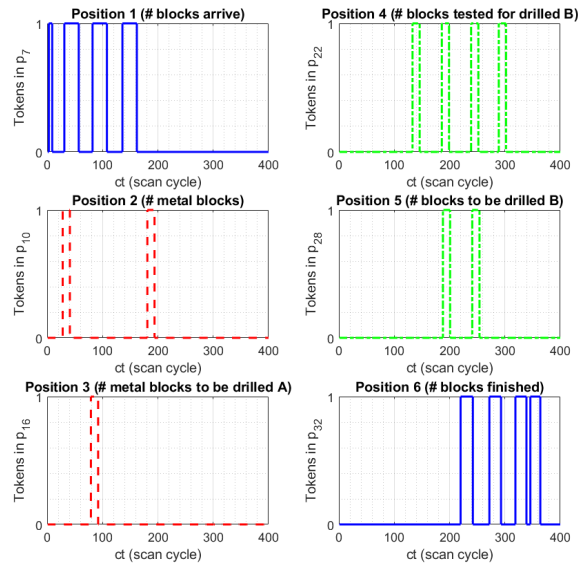 Position 1 (# blocks arrive)
Tokens in p7
1
0
0 100 200 300 400
ct (scan cycle)
Position 4 (# blocks tested for drilled B)
Tokens in p22
1
0
0 100 200 300 400
ct (scan cycle)
Position 2 (# metal blocks)
Tokens in p10
1
0
0 100 200 300 400
ct (scan cycle)
Position 5 (# blocks to be drilled B)
Tokens in p28
1
0
0 100 200 300 400
ct (scan cycle)
Position 3 (# metal blocks to be drilled A)
Tokens in p16
1
0
0 100 200 300 400
ct (scan cycle)
Position 6 (# blocks finished)
Tokens in p32
1
0
0 100 200 300 400
ct (scan cycle)